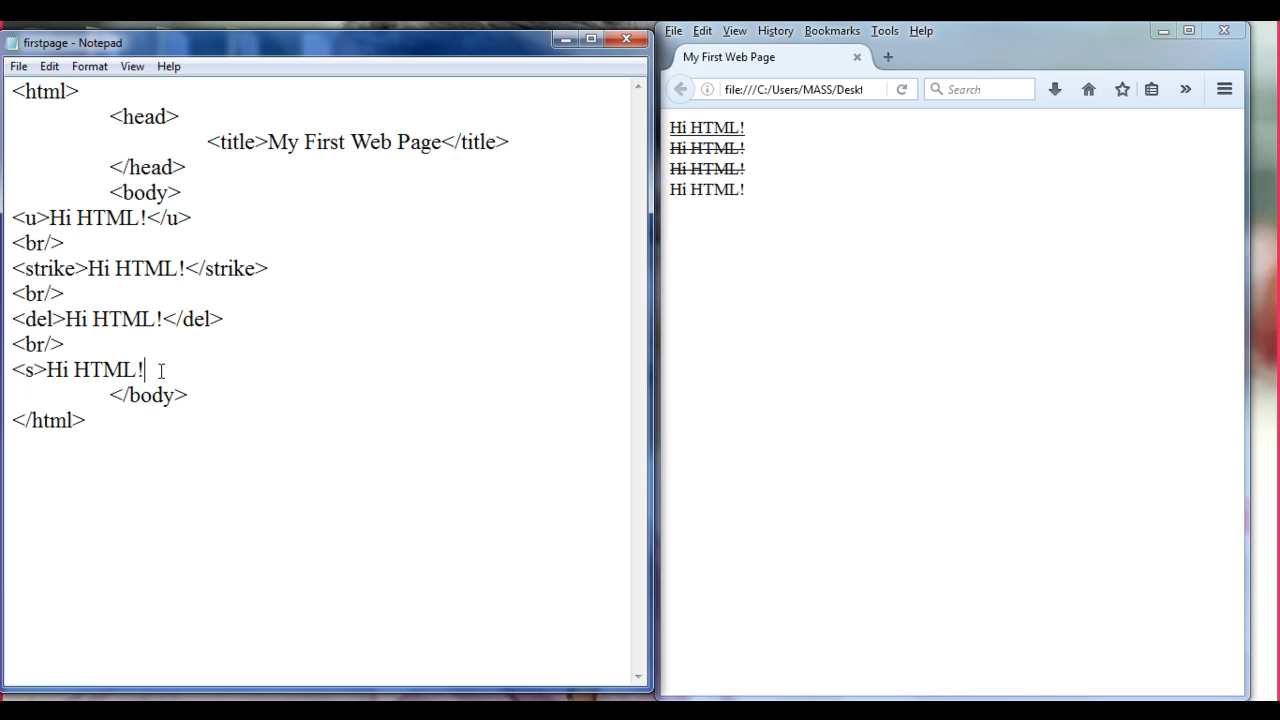 firstpage - Notepad
File Edit Format View Help
<html>
<head>
<title>My First Web Page</title>
</head>
<body>
<u>Hi HTML!</u>
<br/>
<strike>Hi HTML!</strike>
<br/>
<del>Hi HTML!</del>
<br/>
<s>Hi HTML!
</body>
</html>
File Edit View History Bookmarks Tools Help
My First Web Page
file:///C:/Users/MASS/Deskt
Search
Hi HTML!
Hi HTML!
Hi HTML!
Hi HTML!